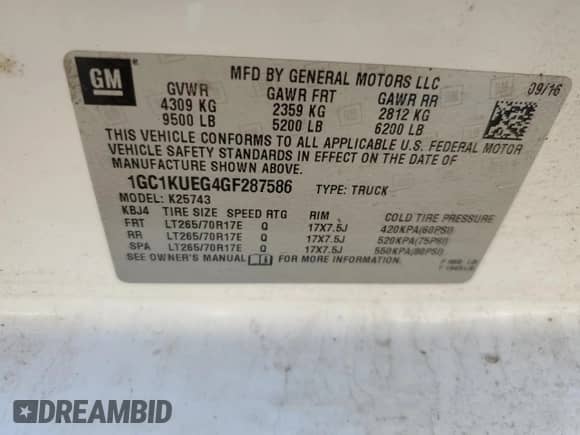 GM
MFD BY GENERAL MOTORS LLC
09/16
GVWR GAWR FRT GAWR RR
4309 KG 2359 KG 2812 KG
9500 LB 5200 LB 6200 LB
THIS VEHICLE CONFORMS TO ALL APPLICABLE U.S. FEDERAL MOTOR
VEHICLE SAFETY STANDARDS IN EFFECT ON THE DATE OF
MANUFACTURE SHOWN ABOVE.
1GC1KUEG4GF287586 TYPE: TRUCK
MODEL: K25743
KBJ4 TIRE SIZE SPEED RTG RIM COLD TIRE PRESSURE
FRT LT265/70R17E Q 17X7.5J 420KPA(60PSI)
RR LT265/70R17E Q 17X7.5J 520KPA(75PSI)
SPA LT265/70R17E Q 17X7.5J 550KPA(80PSI)
SEE OWNER'S MANUAL FOR MORE INFORMATION.
DREAMBID